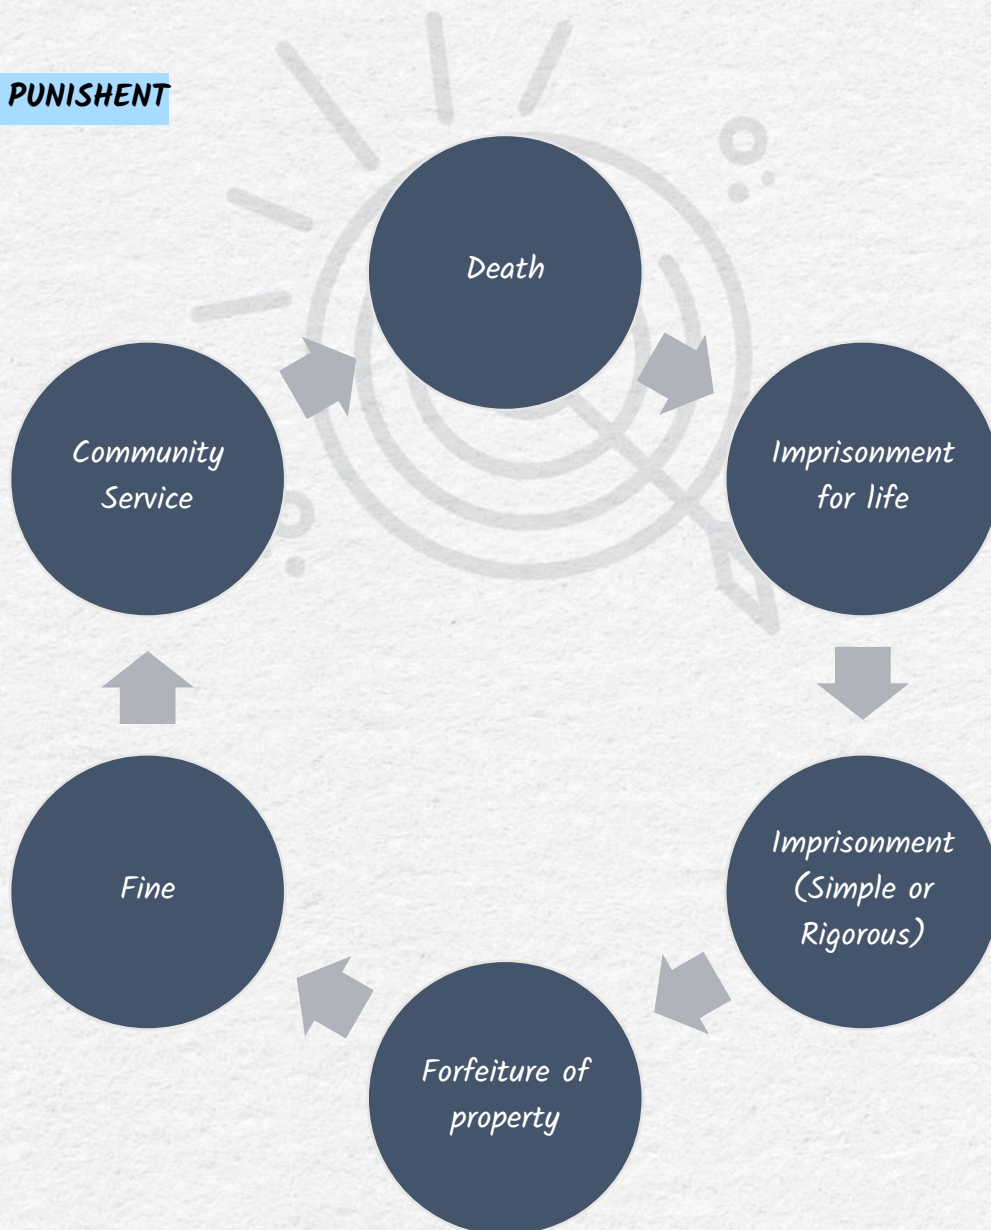 PUNISHENT
Death
Imprisonment
for life
Imprisonment
(Simple or
Rigorous)
Forfeiture of
property
Fine
Community
Service